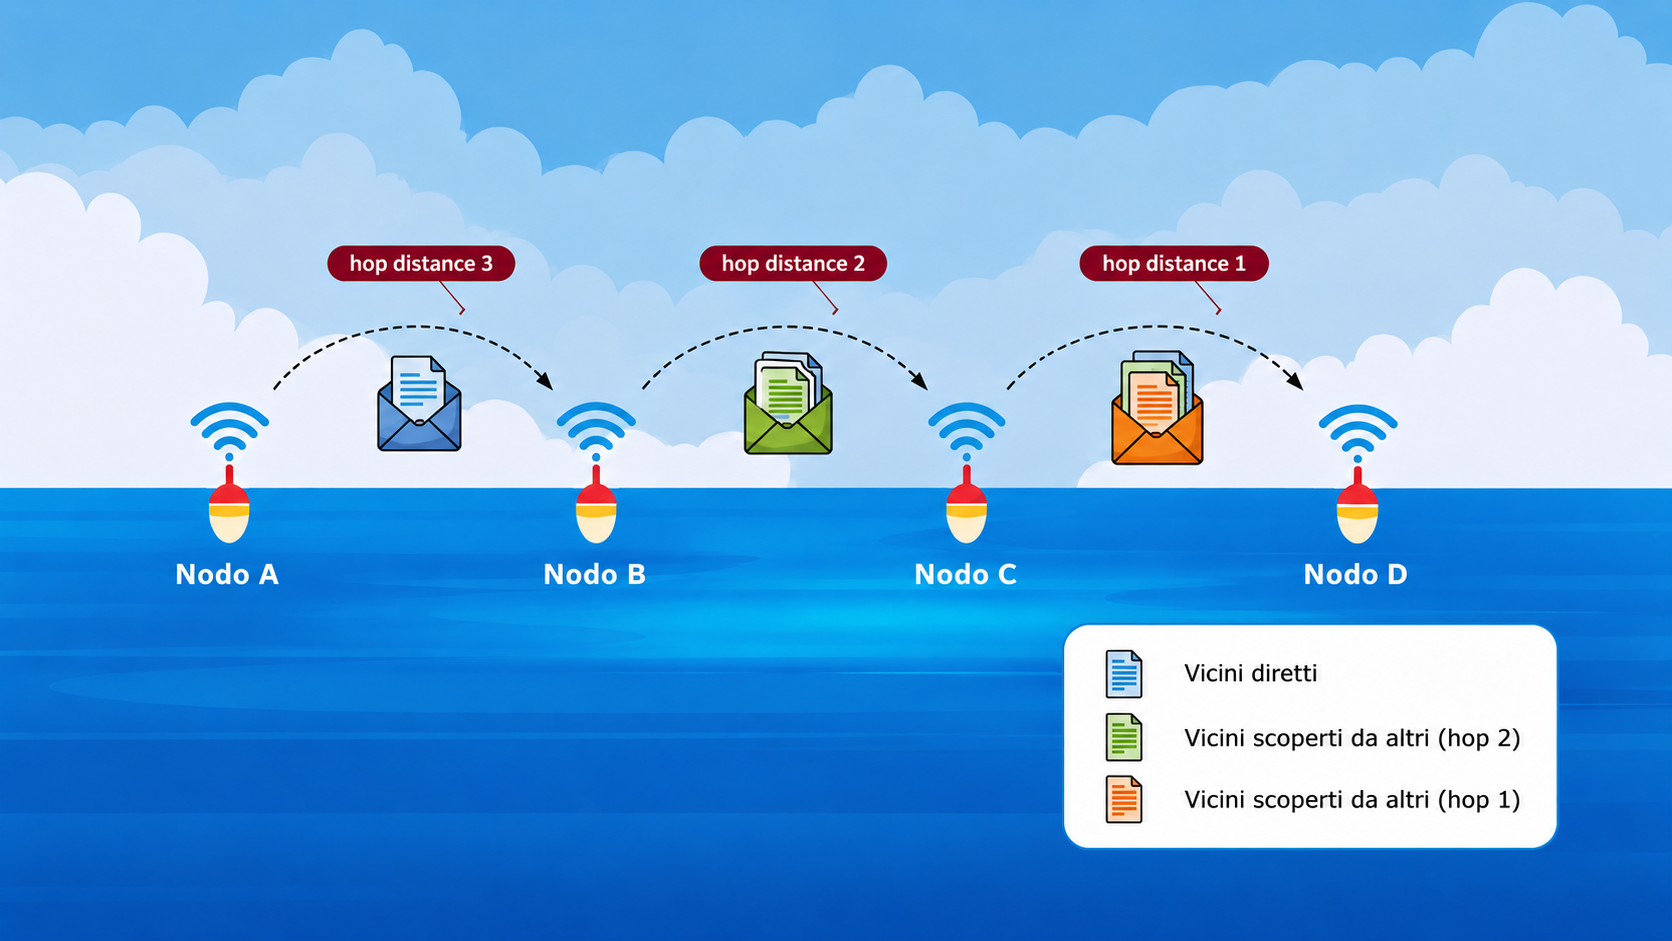 hop distance 3
hop distance 2
hop distance 1
Nodo A
Nodo B
Nodo C
Nodo D
Vicini diretti
Vicini scoperti da altri (hop 2)
Vicini scoperti da altri (hop 1)